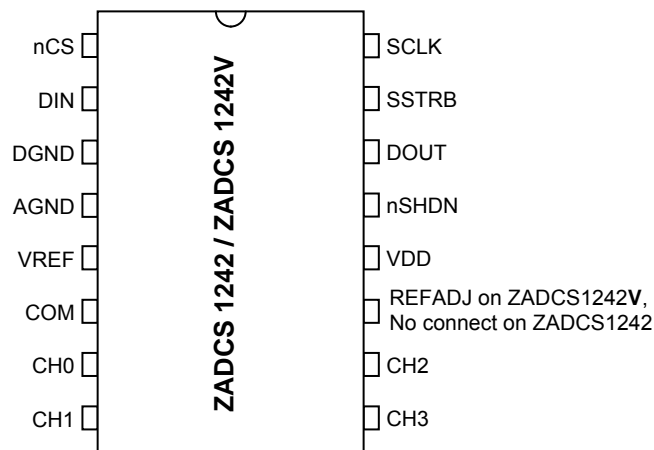 nCS
DIN
DGND
AGND
VREF
COM
CH0
CH1
ZADCS 1242 / ZADCS 1242V
SCLK
SSTRB
DOUT
nSHDN
VDD
REFADJ on ZADCS1242V,
No connect on ZADCS1242
CH2
CH3